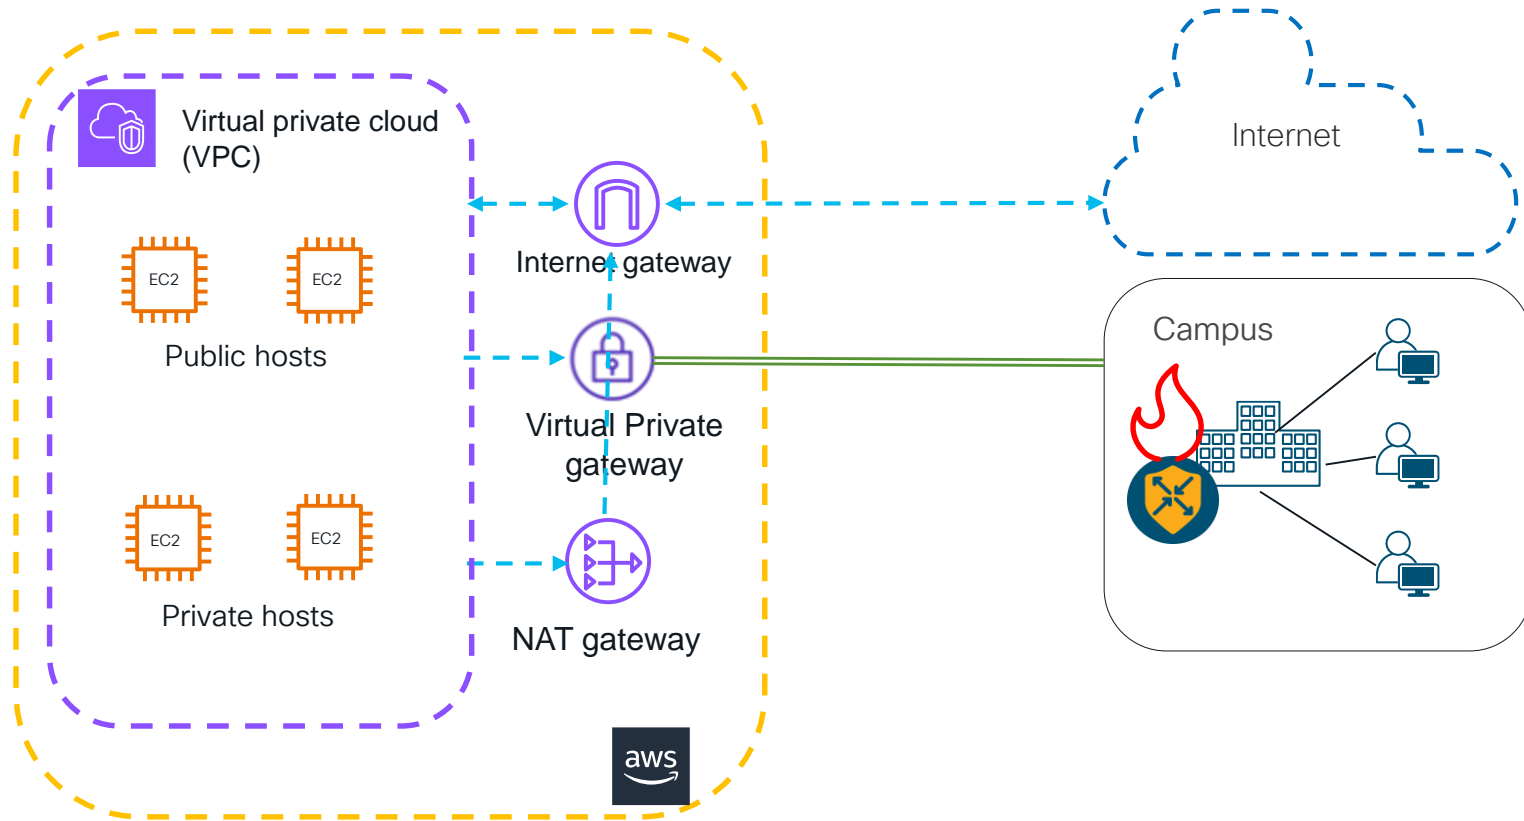 Virtual private cloud
(VPC)
Internet
Internet gateway
Campus
EC2
EC2
Public hosts
Virtual Private
gateway
EC2
EC2
Private hosts
NAT gateway
aws